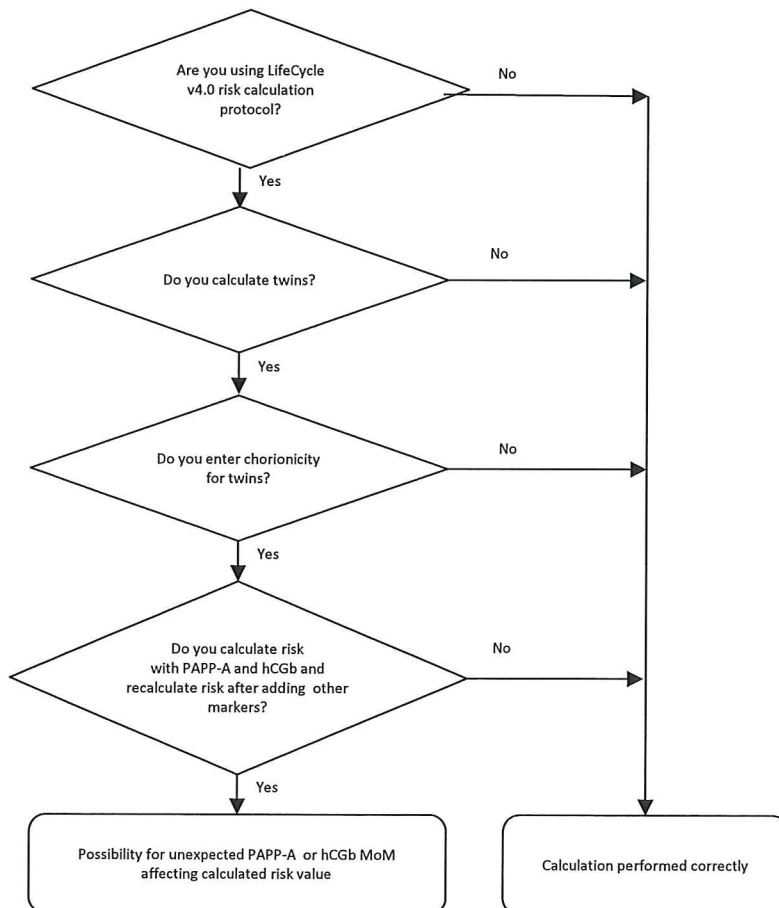 Are you using LifeCycle
v4.0 risk calculation
protocol?
No
Yes
Do you calculate twins?
No
Yes
Do you enter chorionicity
for twins?
No
Yes
Do you calculate risk
with PAPP-A and hCGb and
recalculate risk after adding other
markers?
No
Yes
Possibility for unexpected PAPP-A or hCGb MoM
affecting calculated risk value
Calculation performed correctly